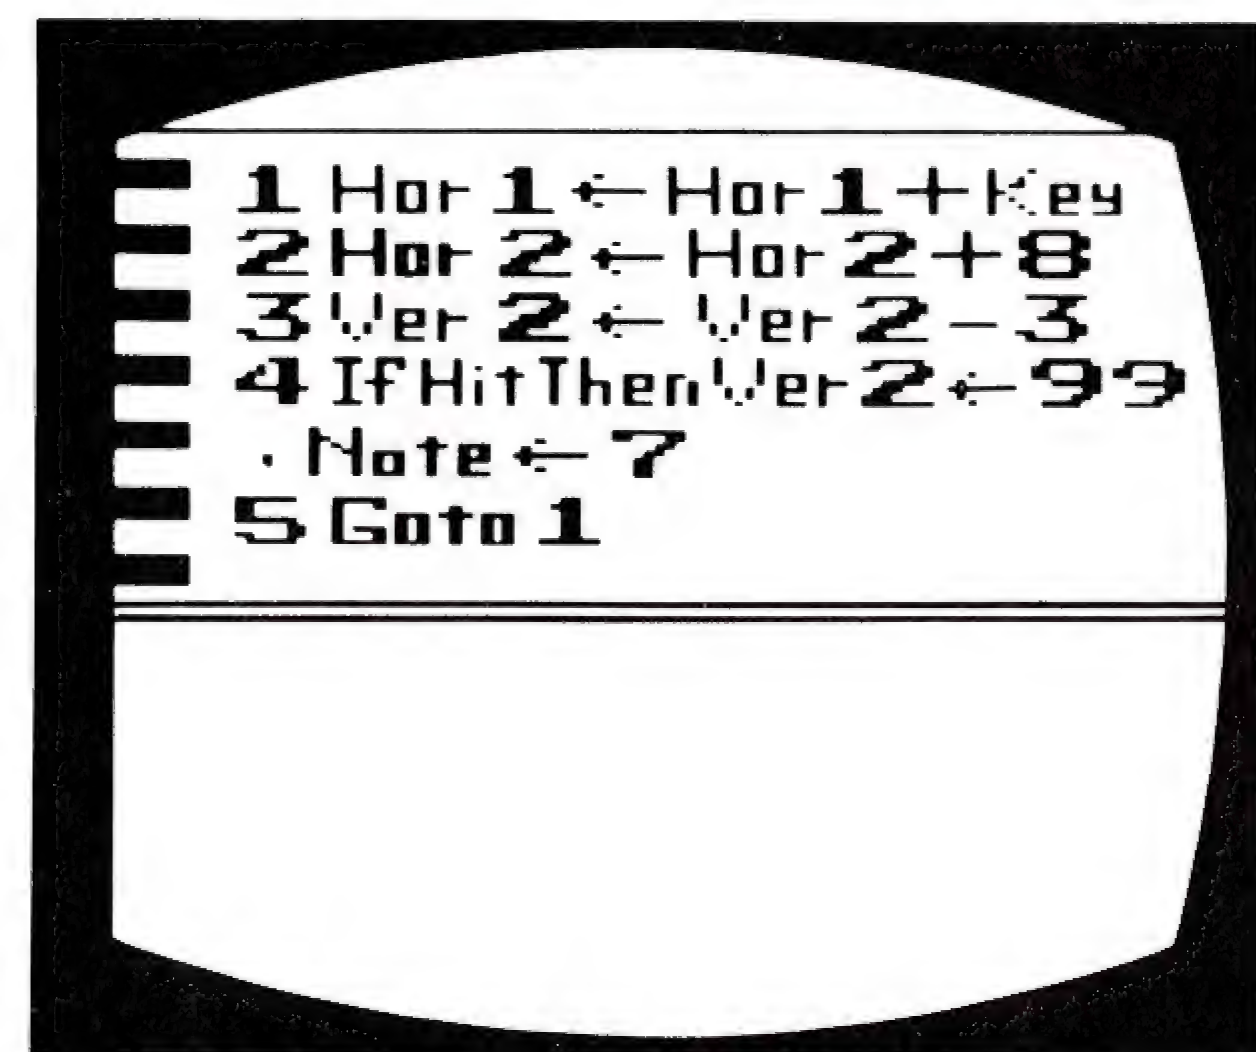 1 Hor 1 ← Hor 1 + Key
2 Hor 2 ← Hor 2 + 8
3 Ver 2 ← Ver 2 - 3
4 If Hit Then Ver 2 ← 99
. Note ← 7
5 Goto 1